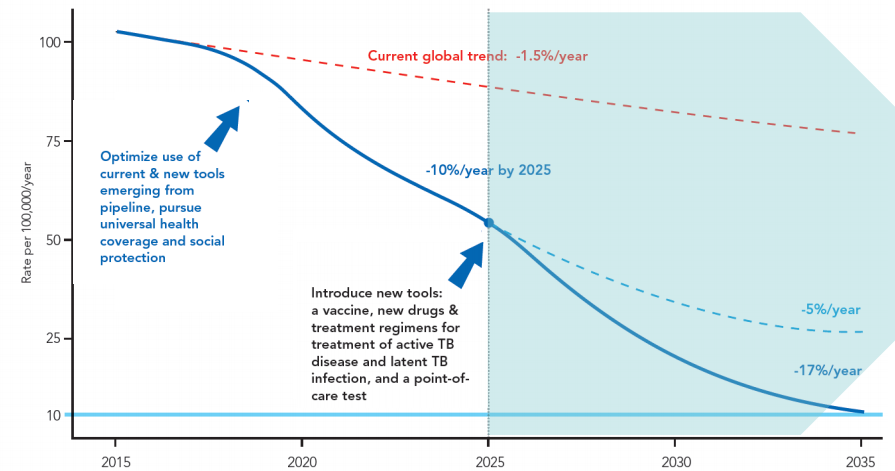 100
75
50
25
10
Rate per 100,000/year
Current global trend: -1.5%/year
Optimize use of
current & new tools
emerging from
pipeline, pursue
universal health
coverage and social
protection
-10%/year by 2025
Introduce new tools:
a vaccine, new drugs &
treatment regimens for
treatment of active TB
disease and latent TB
infection, and a point-of-
care test
-5%/year
-17%/year
2015
2020
2025
2030
2035